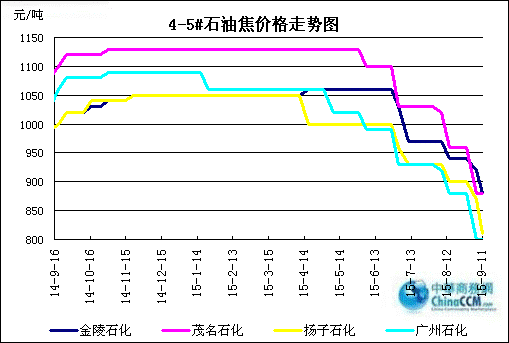 元/吨
4-5#石油焦价格走势图
1150
1100
1050
1000
950
900
850
800
14-9-16
14-10-16
14-11-15
14-12-15
15-1-14
15-2-13
15-3-15
15-4-14
15-5-14
15-6-13
15-7-13
15-8-12
15-9-11
中華商務網
ChinaCCM.com
金陵石化
茂名石化
扬子石化
广州石化